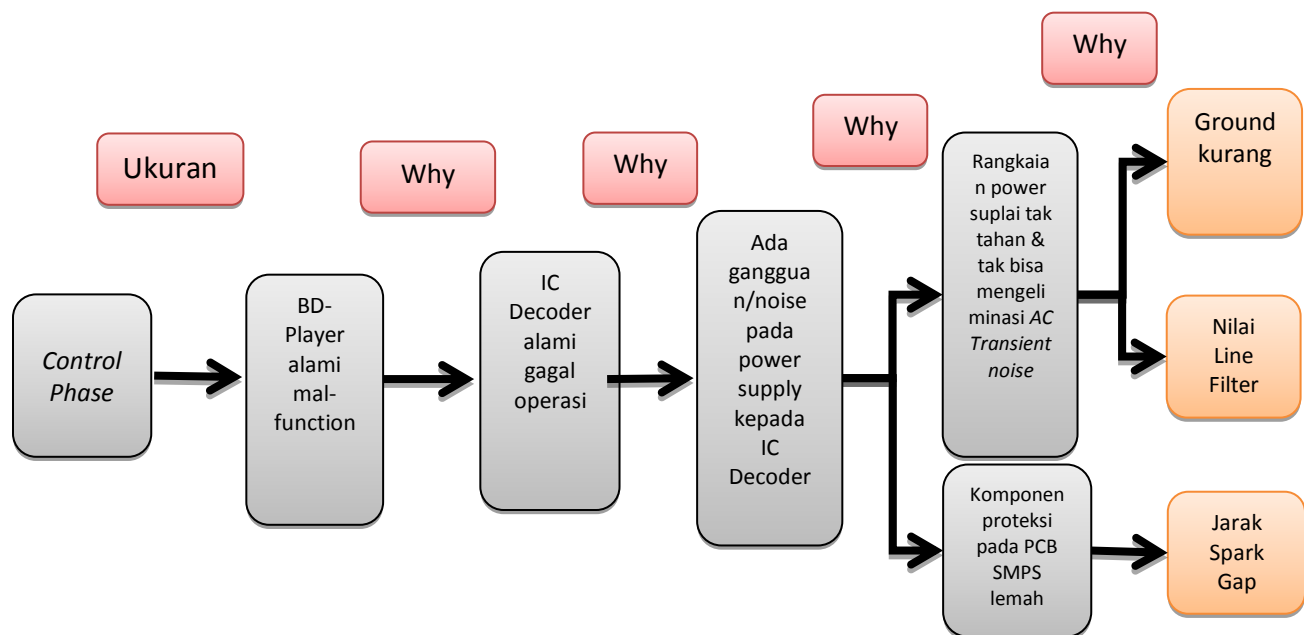 Ukuran
Why
Why
Why
Why
Control
Phase
BD-
Player
alami
mal-
function
IC
Decoder
alami
gagal
operasi
Ada
ganggua
n/noise
pada
power
supply
kepada
IC
Decoder
Rangkaia
n power
suplai tak
tahan &
tak bisa
mengeli
minasi AC
Transient
noise
Komponen
proteksi
pada PCB
SMPS
lemah
Ground
kurang
Nilai
Line
Filter
Jarak
Spark
Gap